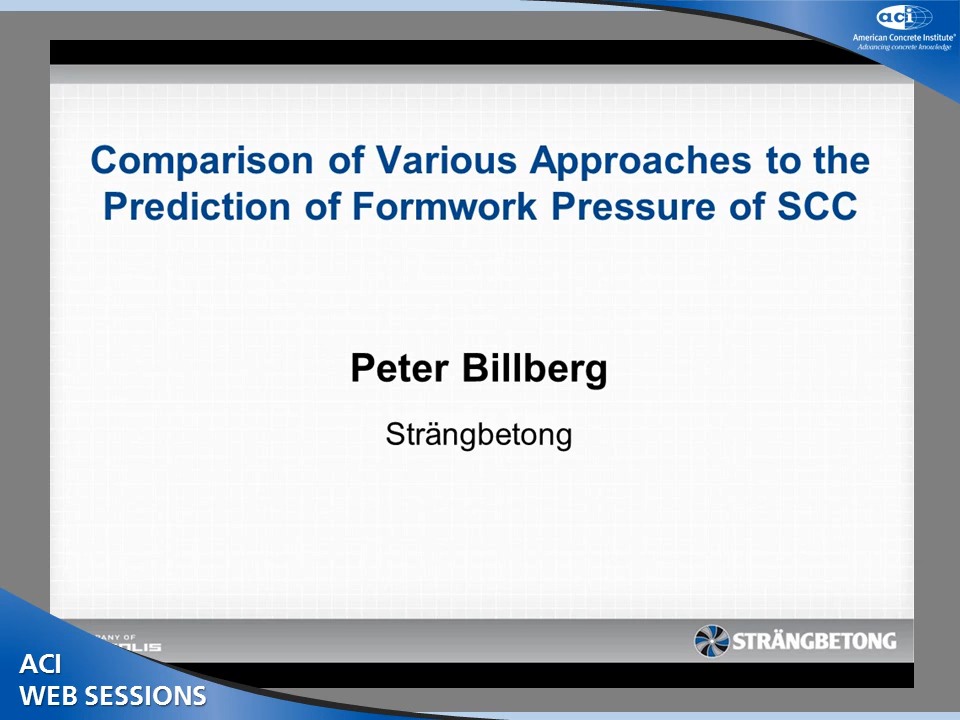 aci
American Concrete Institute®
Advancing concrete knowledge
Comparison of Various Approaches to the
Prediction of Formwork Pressure of SCC
Peter Billberg
Strängbetong
STRÄNGBETONG
ACI
WEB SESSIONS